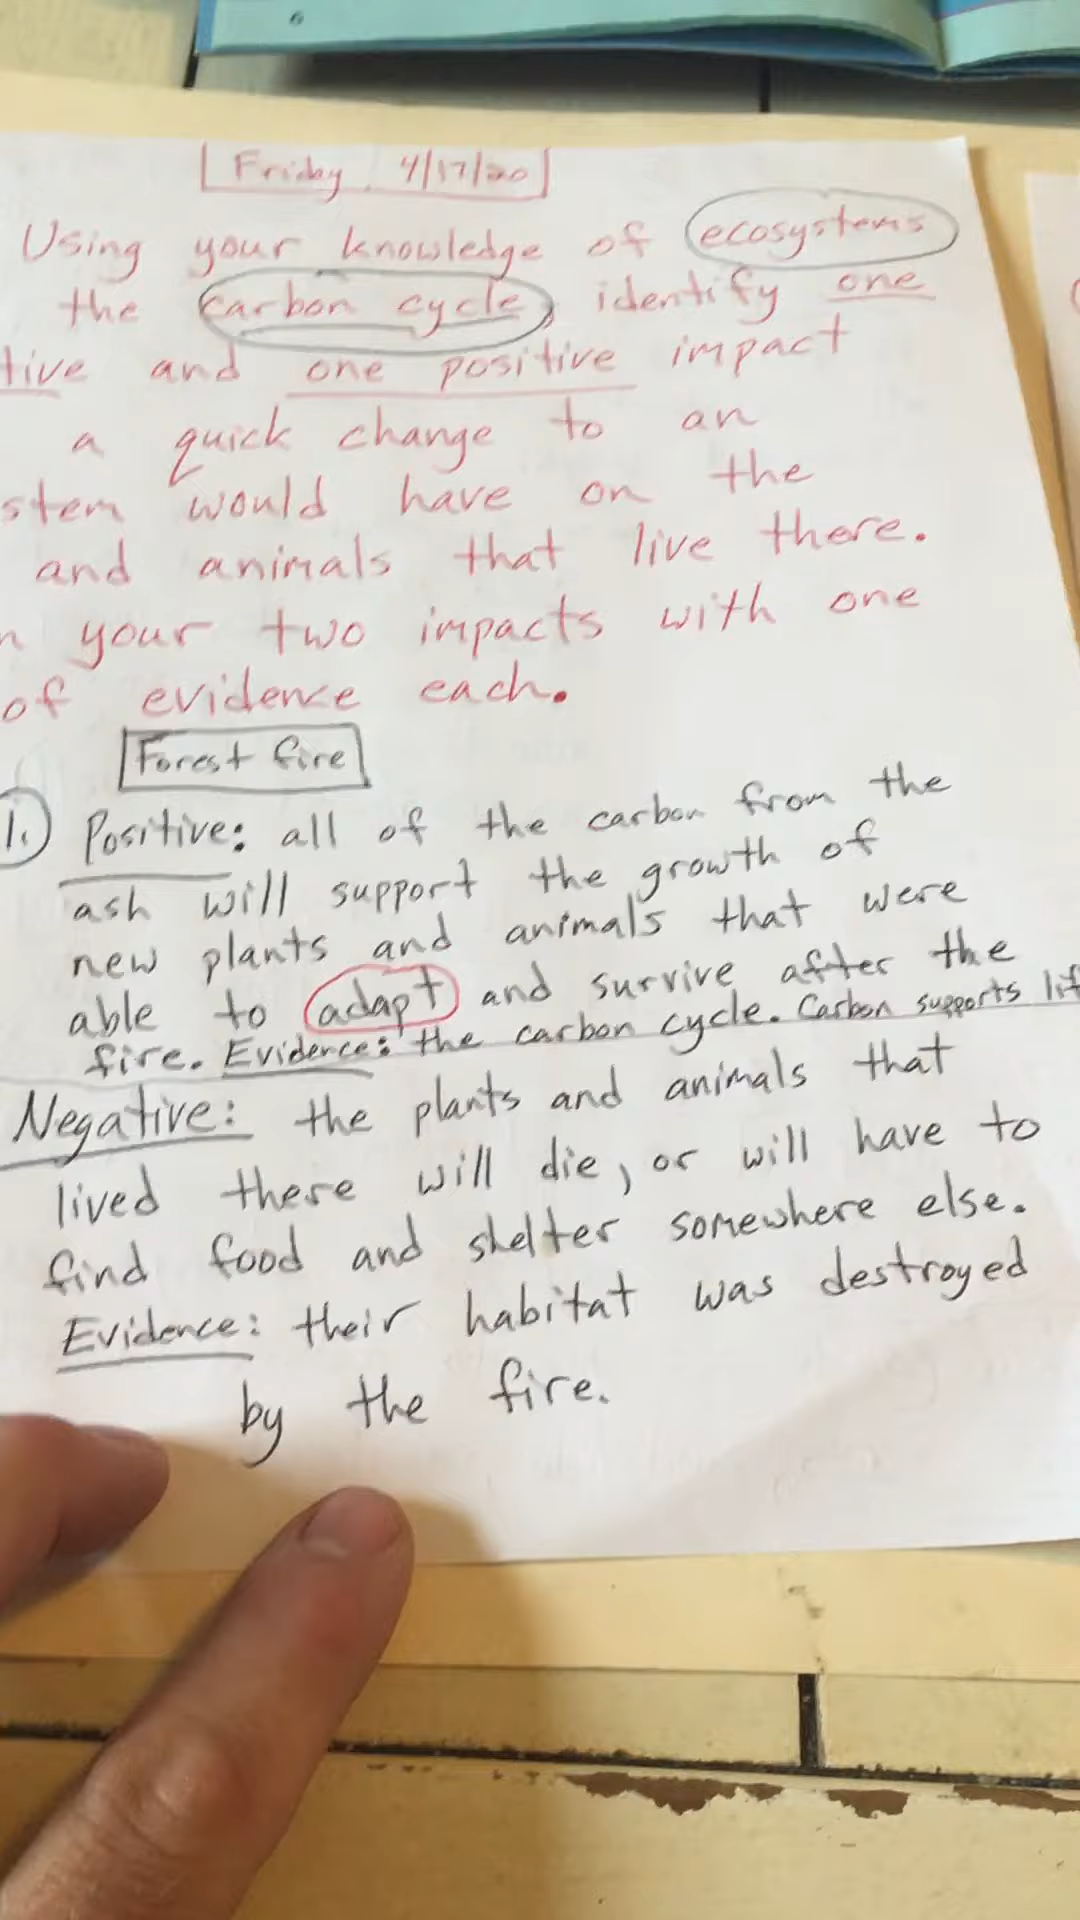 6
Friday 4/17/20
Using your knowledge of ecosystems
the carbon cycle, identify one
tive and one positive impact
a quick change to an
stem would have on the
and animals that live there.
n your two impacts with one
of evidence each.
Forest fire
1. Positive: all of the carbon from the
ash will support the growth of
new plants and animals that were
able to adapt and survive after the
fire. Evidence: the carbon cycle. Carbon supports lif
Negative: the plants and animals that
lived there will die, or will have to
find food and shelter somewhere else.
Evidence: their habitat was destroyed
by the fire.